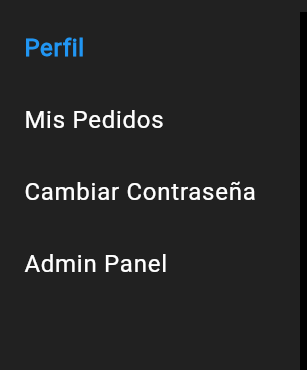 Perfil
Mis Pedidos
Cambiar Contraseña
Admin Panel